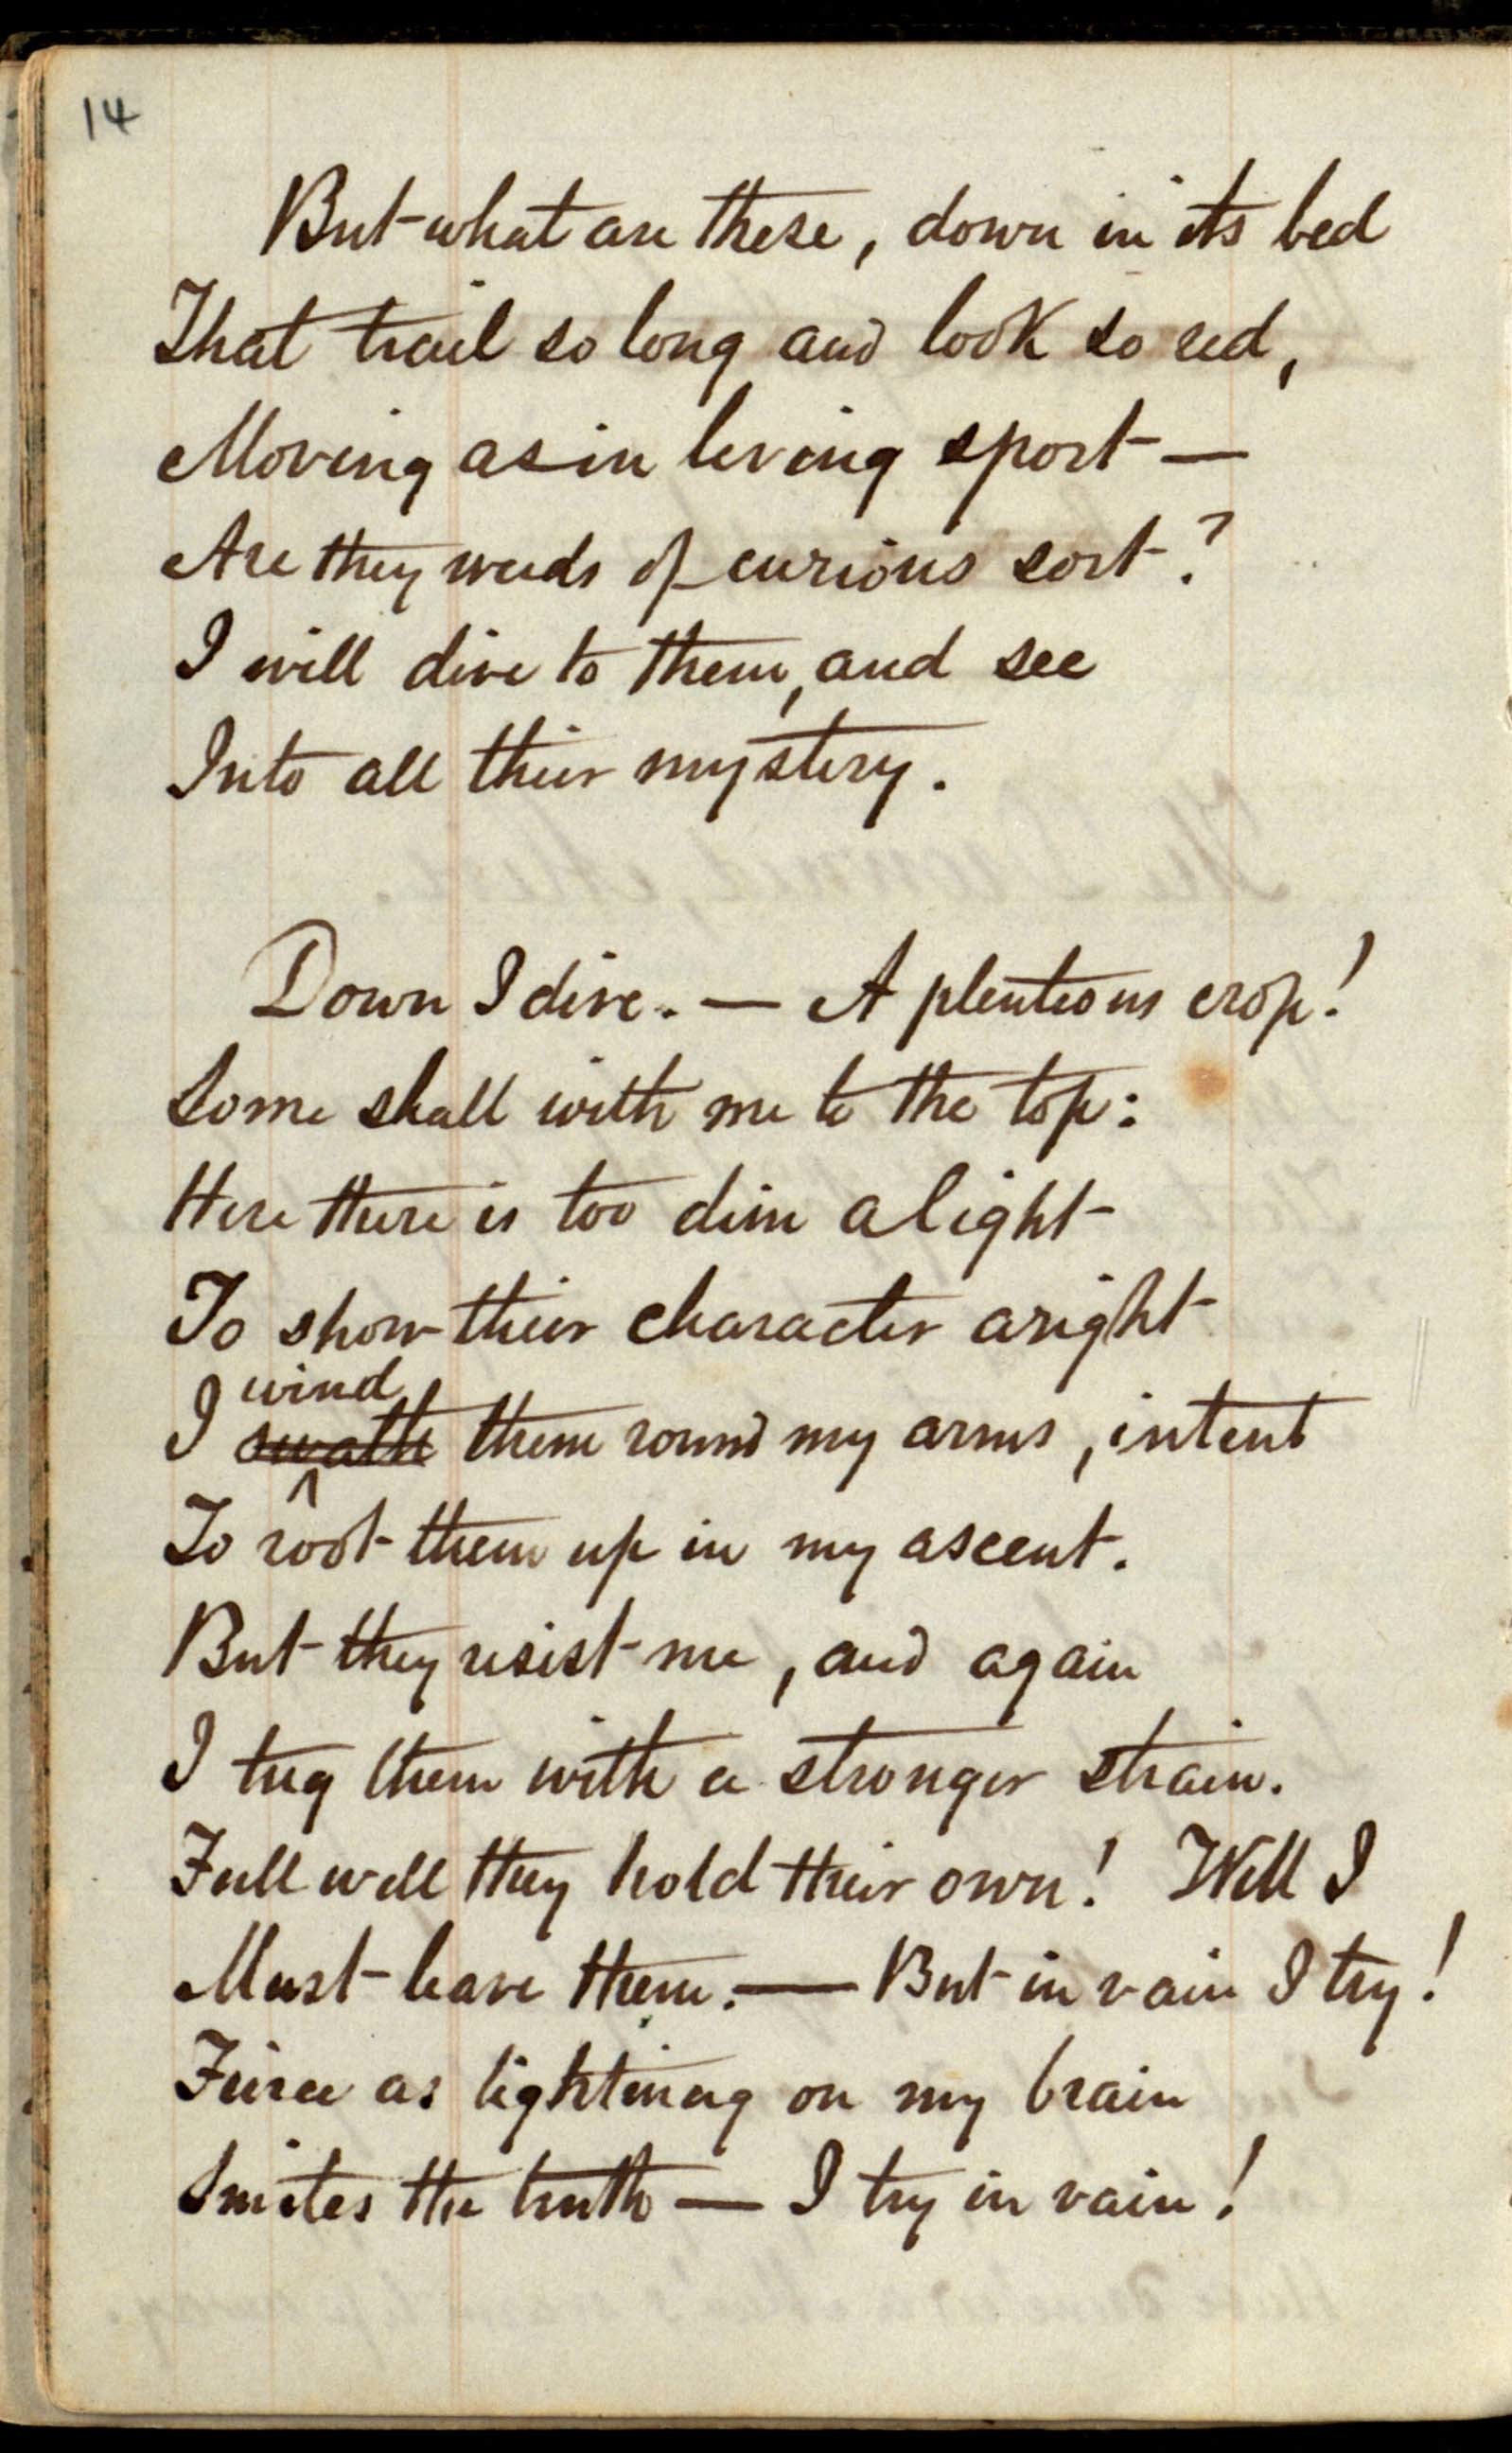 14
But what are these, down in its bed
That trail so long and look so red,
Moving as in living sport —
Are they weeds of curious sort?
I will dive to them, and see
Into all their mystery.
Down I dive. — A plenteous crop!
Some shall with me to the top:
Here there is too dim a light
To show their character aright
wind
I swath them round my arms, intent
To root them up in my ascent.
But they resist me, and again
I tug them with a stronger strain.
Full well they hold their own! Well I
Must leave them. — But in vain I try!
Fierce as lightning on my brain
Smites the truth — I try in vain!